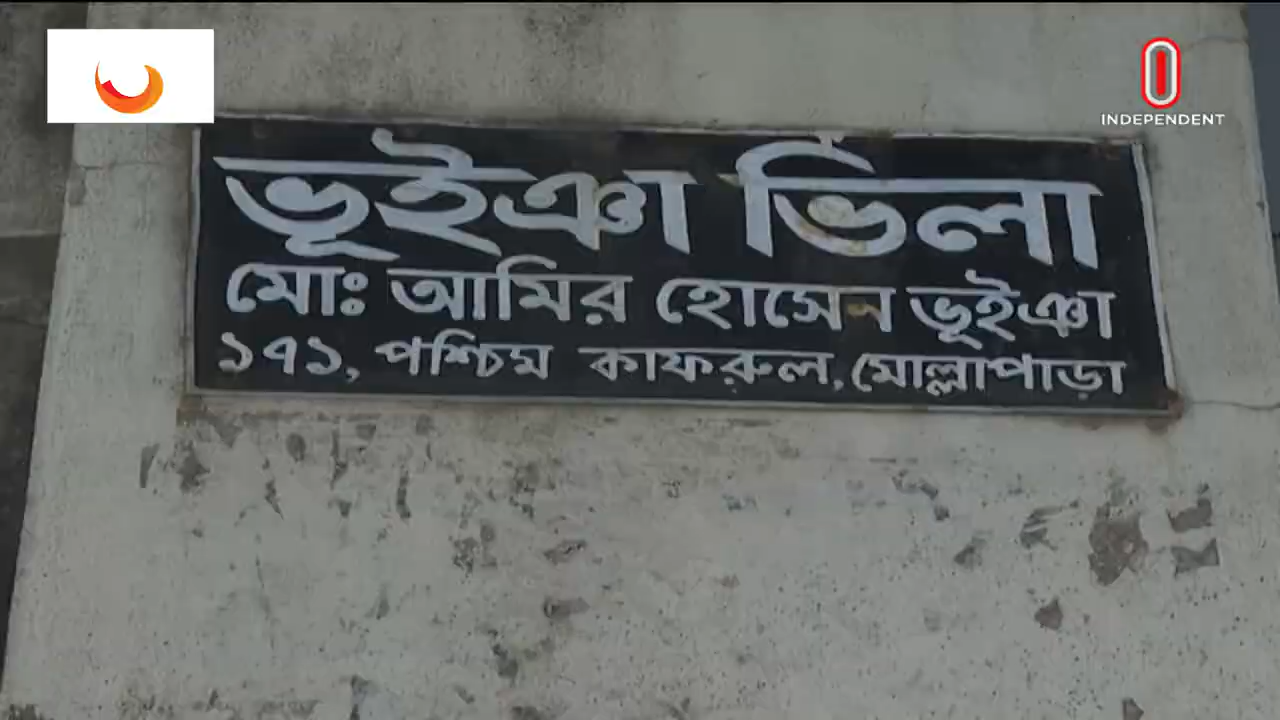 INDEPENDENT
ভূইঞা ভিলা
মোঃ আমির হোসেন ভূইঞা
১৭১, পশ্চিম কাফরুল, মোল্লাপাড়া